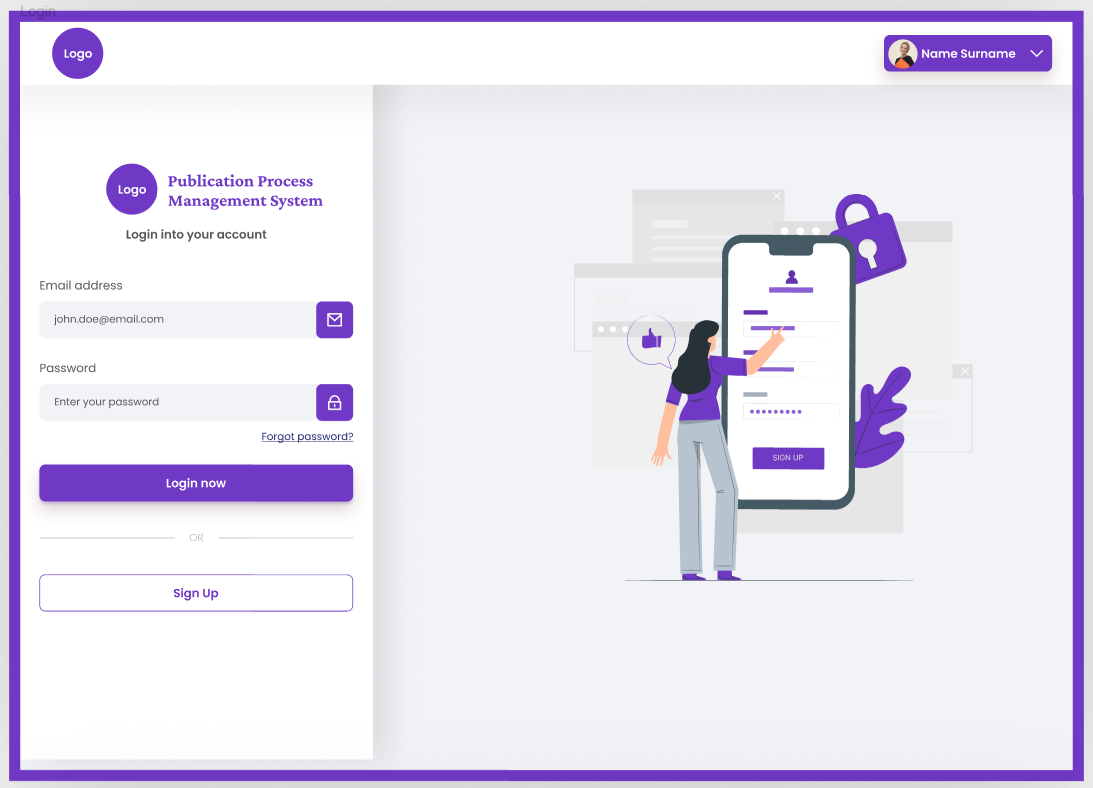 Login
Logo
Name Surname
Logo
Publication Process
Management System
Login into your account
Email address
john.doe@email.com
Password
Enter your password
Forgot password?
Login now
OR
Sign Up
SIGN UP